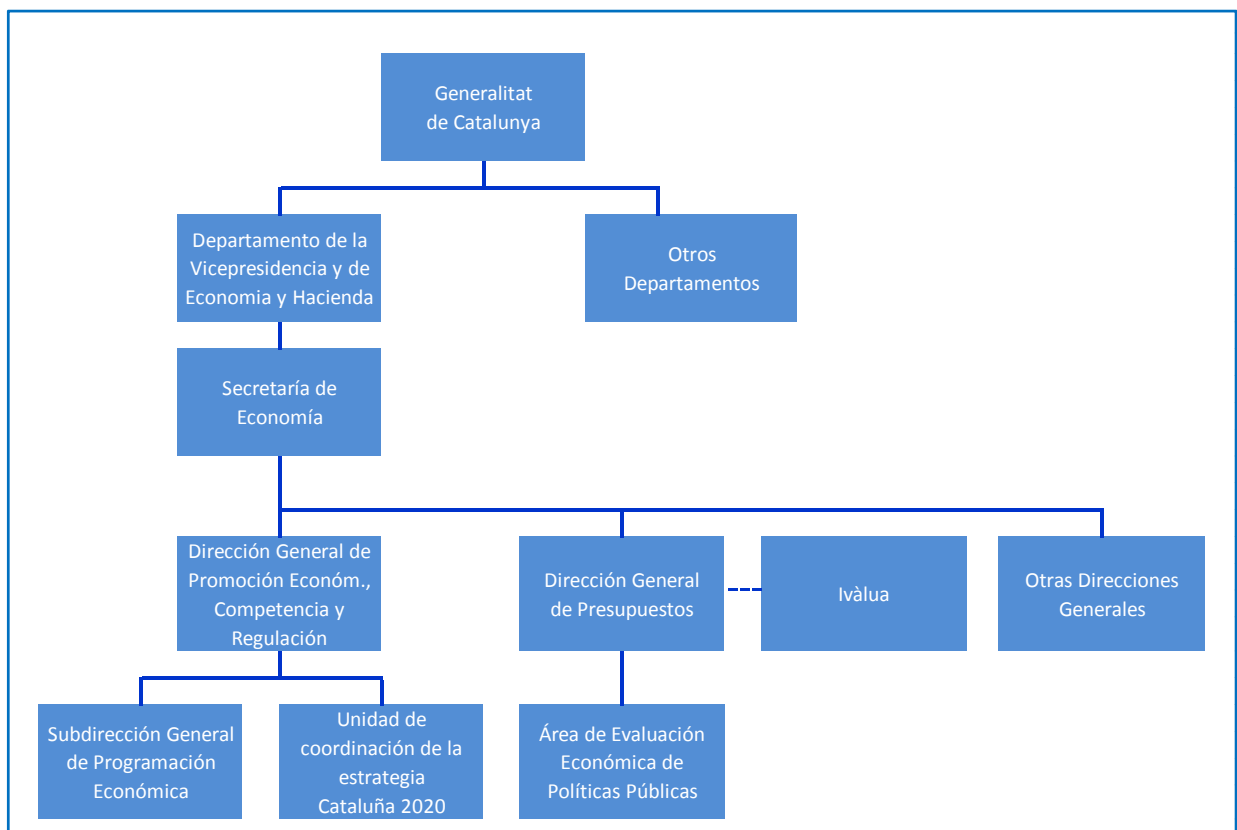 Generalitat
de Catalunya
Departamento de la
Vicepresidencia y de
Economia y Hacienda
Otros
Departamentos
Secretaría de
Economía
Dirección General de
Promoción Económ.,
Competencia y
Regulación
Dirección General
de Presupuestos
Ivàlua
Otras Direcciones
Generales
Subdirección General
de Programación
Económica
Unidad de
coordinación de la
estrategia
Cataluña 2020
Área de Evaluación
Económica de
Políticas Públicas